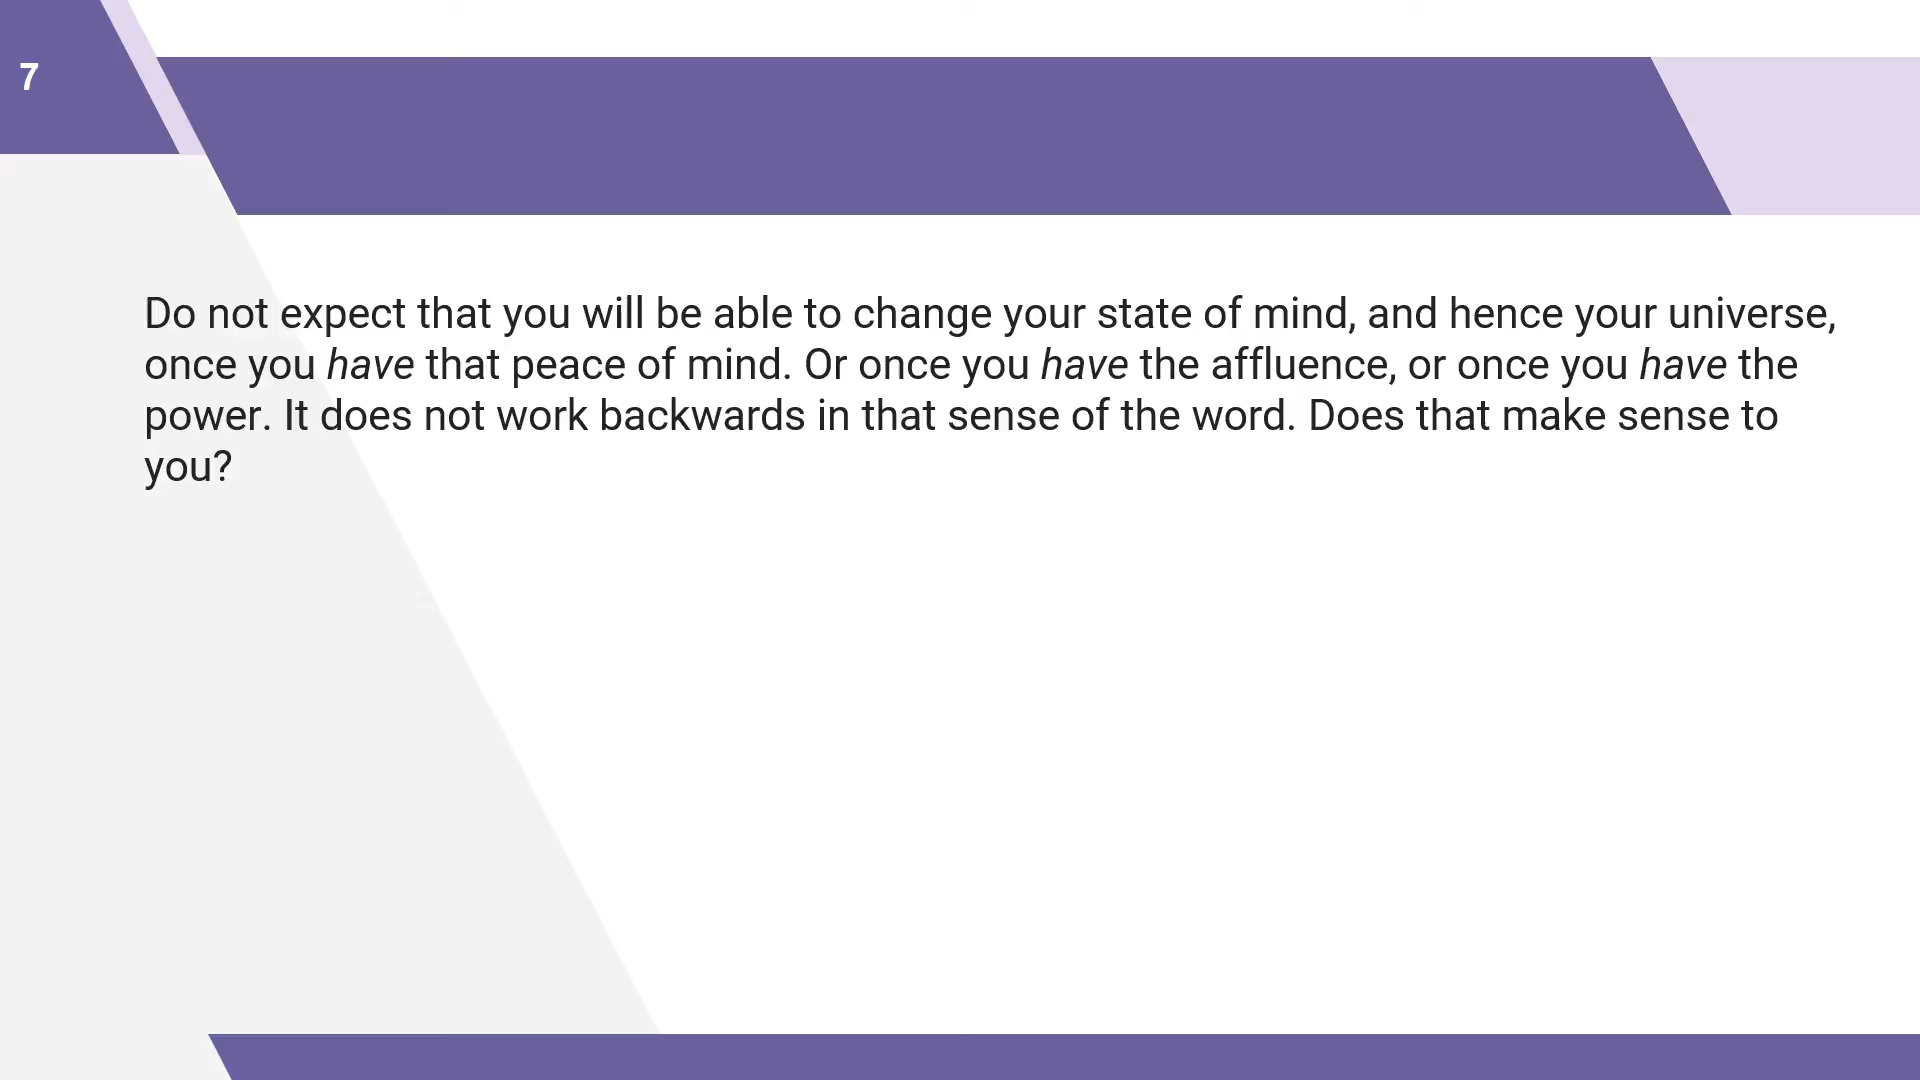 7
Do not expect that you will be able to change your state of mind, and hence your universe,
once you have that peace of mind. Or once you have the affluence, or once you have the
power. It does not work backwards in that sense of the word. Does that make sense to
you?